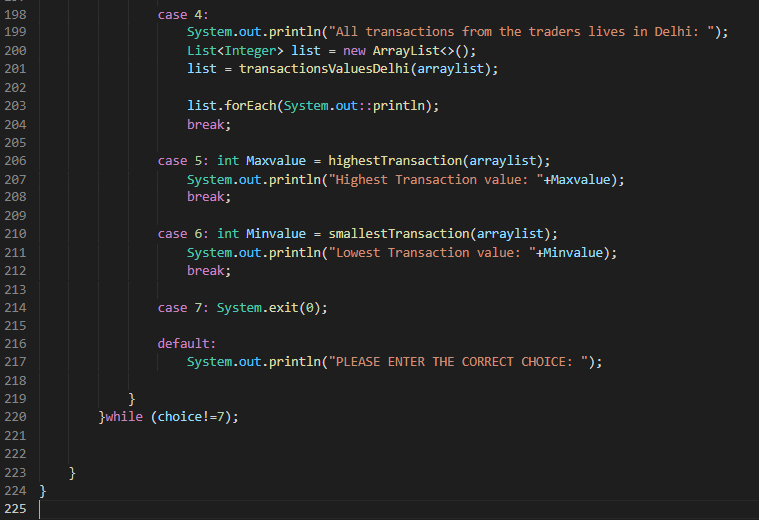 198 case 4:
199 System.out.println("All transactions from the traders lives in Delhi: ");
200 List<Integer> list = new ArrayList<>();
201 list = transactionsValuesDelhi(arraylist);
202
203 list.forEach(System.out::println);
204 break;
205
206 case 5: int Maxvalue = highestTransaction(arraylist);
207 System.out.println("Highest Transaction value: "+Maxvalue);
208 break;
209
210 case 6: int Minvalue = smallestTransaction(arraylist);
211 System.out.println("Lowest Transaction value: "+Minvalue);
212 break;
213
214 case 7: System.exit(0);
215
216 default:
217 System.out.println("PLEASE ENTER THE CORRECT CHOICE: ");
218
219 }
220 }while (choice!=7);
221
222
223 }
224 }
225